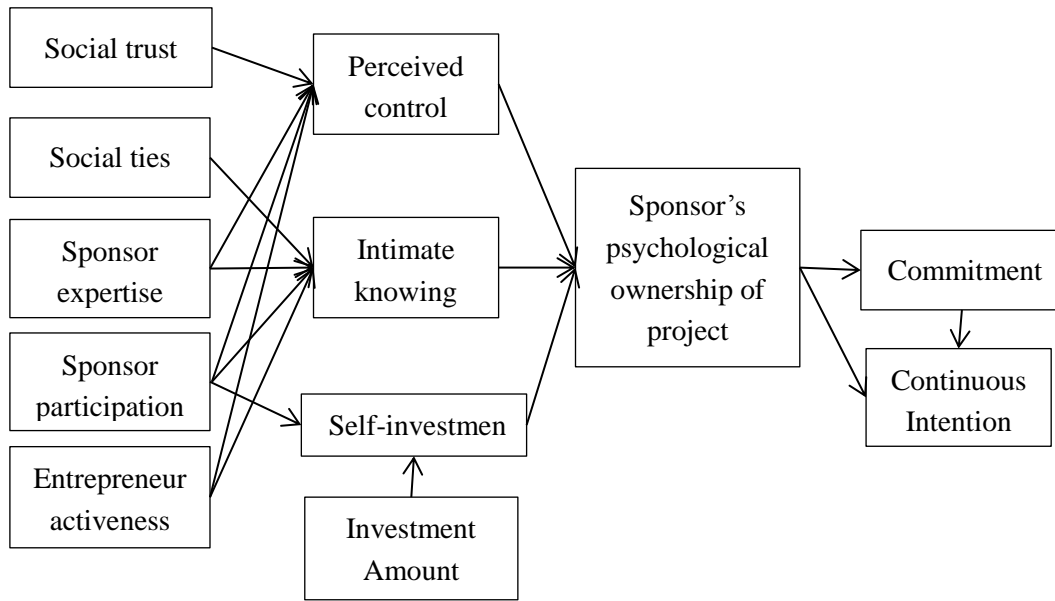 Social trust
Social ties
Sponsor
expertise
Sponsor
participation
Entrepreneur
activeness
Perceived
control
Intimate
knowing
Self-investmen
Investment
Amount
Sponsor’s
psychological
ownership of
project
Commitment
Continuous
Intention